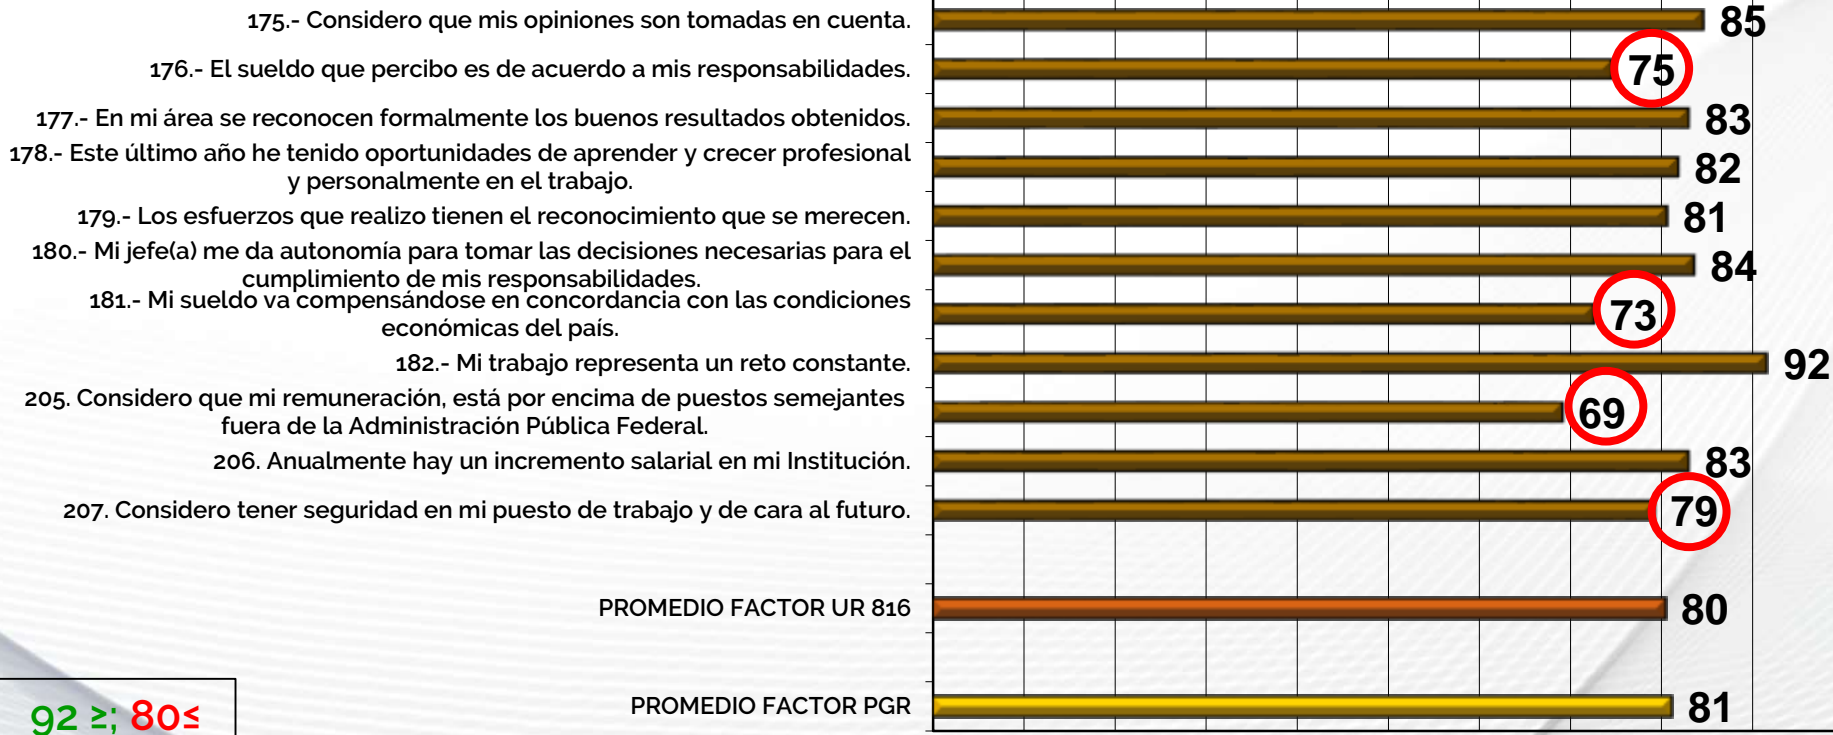 175.- Considero que mis opiniones son tomadas en cuenta. 85
176.- El sueldo que percibo es de acuerdo a mis responsabilidades. 75
177.- En mi área se reconocen formalmente los buenos resultados obtenidos. 83
178.- Este último año he tenido oportunidades de aprender y crecer profesional
y personalmente en el trabajo. 82
179.- Los esfuerzos que realizo tienen el reconocimiento que se merecen. 81
180.- Mi jefe(a) me da autonomía para tomar las decisiones necesarias para el
cumplimiento de mis responsabilidades. 84
181.- Mi sueldo va compensándose en concordancia con las condiciones
económicas del país. 73
182.- Mi trabajo representa un reto constante. 92
205. Considero que mi remuneración, está por encima de puestos semejantes
fuera de la Administración Pública Federal. 69
206. Anualmente hay un incremento salarial en mi Institución. 83
207. Considero tener seguridad en mi puesto de trabajo y de cara al futuro. 79
PROMEDIO FACTOR UR 816 80
PROMEDIO FACTOR PGR 81
92 ≥; 80≤